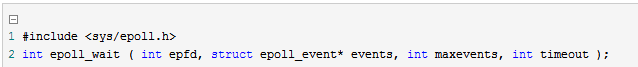 1 #include <sys/epoll.h>
2 int epoll_wait ( int epfd, struct epoll_event* events, int maxevents, int timeout );